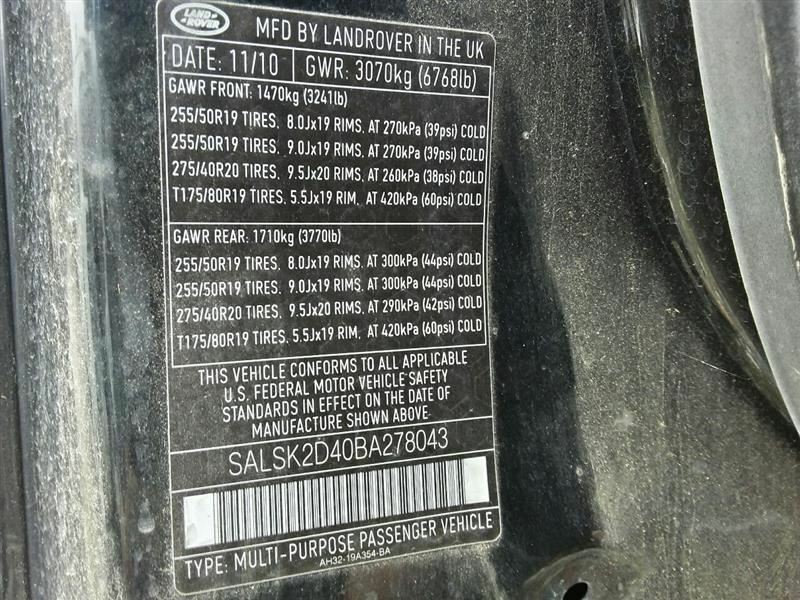 LAND ROVER
MFD BY LANDROVER IN THE UK
DATE: 11/10 GWR: 3070kg (6768lb)
GAWR FRONT: 1470kg (3241lb)
255/50R19 TIRES, 8.0Jx19 RIMS, AT 270kPa (39psi) COLD
255/50R19 TIRES, 9.0Jx19 RIMS, AT 270kPa (39psi) COLD
275/40R20 TIRES, 9.5Jx20 RIMS, AT 260kPa (38psi) COLD
T175/80R19 TIRES, 5.5Jx19 RIM, AT 420kPa (60psi) COLD
GAWR REAR: 1710kg (3770lb)
255/50R19 TIRES, 8.0Jx19 RIMS, AT 300kPa (44psi) COLD
255/50R19 TIRES, 9.0Jx19 RIMS, AT 300kPa (44psi) COLD
275/40R20 TIRES, 9.5Jx20 RIMS, AT 290kPa (42psi) COLD
T175/80R19 TIRES, 5.5Jx19 RIM, AT 420kPa (60psi) COLD
THIS VEHICLE CONFORMS TO ALL APPLICABLE
U.S. FEDERAL MOTOR VEHICLE SAFETY
STANDARDS IN EFFECT ON THE DATE OF
MANUFACTURE SHOWN ABOVE.
SALSK2D40BA278043
TYPE: MULTI-PURPOSE PASSENGER VEHICLE
AH32-19A354-BA